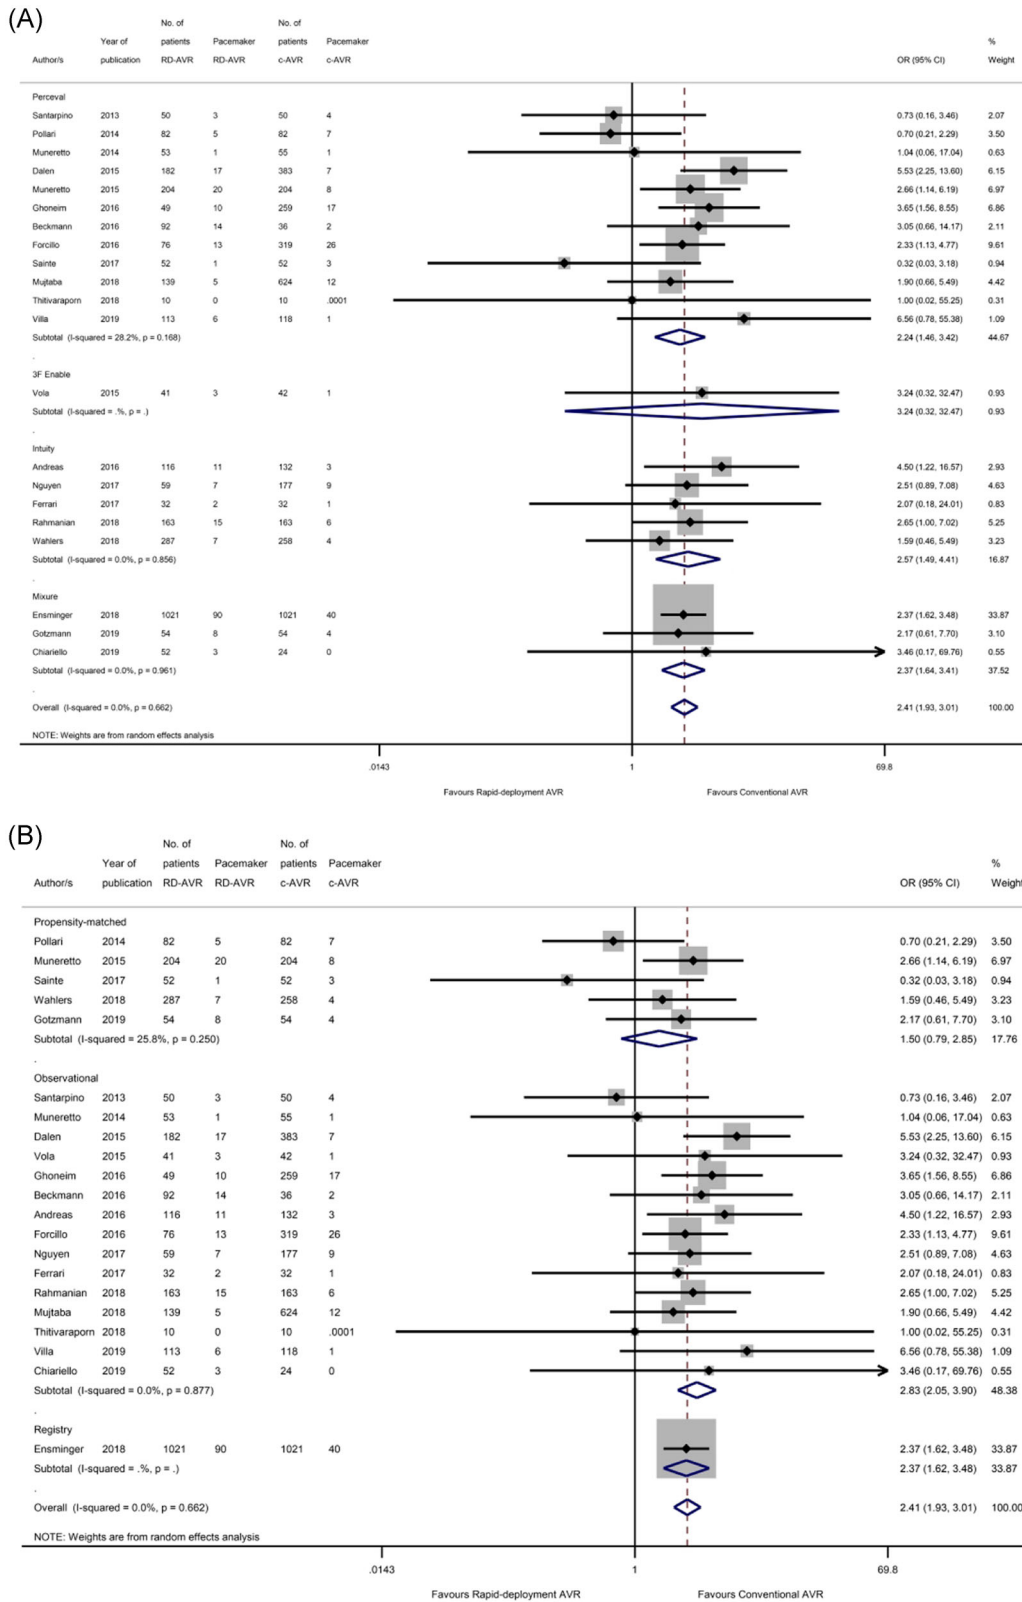 (A)
No. of No. of
Year of patients Pacemaker patients Pacemaker %
Author/s publication RD-AVR RD-AVR c-AVR c-AVR OR (95% CI) Weight
Perceval
Santarpino 2013 50 3 50 4 0.73 (0.16, 3.46) 2.07
Pollari 2014 82 5 82 7 0.70 (0.21, 2.29) 3.50
Muneretto 2014 53 1 55 1 1.04 (0.06, 17.04) 0.63
Dalen 2015 182 17 383 7 5.53 (2.25, 13.60) 6.15
Muneretto 2015 204 20 204 8 2.66 (1.14, 6.19) 6.97
Ghoneim 2016 49 10 259 17 3.65 (1.56, 8.55) 6.86
Beckmann 2016 92 14 36 2 3.05 (0.66, 14.17) 2.11
Forcillo 2016 76 13 319 26 2.33 (1.13, 4.77) 9.61
Sainte 2017 52 1 52 3 0.32 (0.03, 3.18) 0.94
Mujtaba 2018 139 5 624 12 1.90 (0.66, 5.49) 4.42
Thitivaraporn 2018 10 0 10 .0001 1.00 (0.02, 55.25) 0.31
Villa 2019 113 6 118 1 6.56 (0.78, 55.38) 1.09
Subtotal (I-squared = 28.2%, p = 0.168) 2.24 (1.46, 3.42) 44.67
.
3F Enable
Vola 2015 41 3 42 1 3.24 (0.32, 32.47) 0.93
Subtotal (I-squared = .%, p = .) 3.24 (0.32, 32.47) 0.93
.
Intuity
Andreas 2016 116 11 132 3 4.50 (1.22, 16.57) 2.93
Nguyen 2017 59 7 177 9 2.51 (0.89, 7.08) 4.63
Ferrari 2017 32 2 32 1 2.07 (0.18, 24.01) 0.83
Rahmanian 2018 163 15 163 6 2.65 (1.00, 7.02) 5.25
Wahlers 2018 287 7 258 4 1.59 (0.46, 5.49) 3.23
Subtotal (I-squared = 0.0%, p = 0.856) 2.57 (1.49, 4.41) 16.87
.
Mixure
Ensminger 2018 1021 90 1021 40 2.37 (1.62, 3.48) 33.87
Gotzmann 2019 54 8 54 4 2.17 (0.61, 7.70) 3.10
Chiariello 2019 52 3 24 0 3.46 (0.17, 69.76) 0.55
Subtotal (I-squared = 0.0%, p = 0.961) 2.37 (1.64, 3.41) 37.52
.
Overall (I-squared = 0.0%, p = 0.662) 2.41 (1.93, 3.01) 100.00
NOTE: Weights are from random effects analysis
.0143 1 69.8
Favours Rapid-deployment AVR Favours Conventional AVR
(B)
No. of No. of
Year of patients Pacemaker patients Pacemaker %
Author/s publication RD-AVR RD-AVR c-AVR c-AVR OR (95% CI) Weight
Propensity-matched
Pollari 2014 82 5 82 7 0.70 (0.21, 2.29) 3.50
Muneretto 2015 204 20 204 8 2.66 (1.14, 6.19) 6.97
Sainte 2017 52 1 52 3 0.32 (0.03, 3.18) 0.94
Wahlers 2018 287 7 258 4 1.59 (0.46, 5.49) 3.23
Gotzmann 2019 54 8 54 4 2.17 (0.61, 7.70) 3.10
Subtotal (I-squared = 25.8%, p = 0.250) 1.50 (0.79, 2.85) 17.76
.
Observational
Santarpino 2013 50 3 50 4 0.73 (0.16, 3.46) 2.07
Muneretto 2014 53 1 55 1 1.04 (0.06, 17.04) 0.63
Dalen 2015 182 17 383 7 5.53 (2.25, 13.60) 6.15
Vola 2015 41 3 42 1 3.24 (0.32, 32.47) 0.93
Ghoneim 2016 49 10 259 17 3.65 (1.56, 8.55) 6.86
Beckmann 2016 92 14 36 2 3.05 (0.66, 14.17) 2.11
Andreas 2016 116 11 132 3 4.50 (1.22, 16.57) 2.93
Forcillo 2016 76 13 319 26 2.33 (1.13, 4.77) 9.61
Nguyen 2017 59 7 177 9 2.51 (0.89, 7.08) 4.63
Ferrari 2017 32 2 32 1 2.07 (0.18, 24.01) 0.83
Rahmanian 2018 163 15 163 6 2.65 (1.00, 7.02) 5.25
Mujtaba 2018 139 5 624 12 1.90 (0.66, 5.49) 4.42
Thitivaraporn 2018 10 0 10 .0001 1.00 (0.02, 55.25) 0.31
Villa 2019 113 6 118 1 6.56 (0.78, 55.38) 1.09
Chiariello 2019 52 3 24 0 3.46 (0.17, 69.76) 0.55
Subtotal (I-squared = 0.0%, p = 0.877) 2.83 (2.05, 3.90) 48.38
.
Registry
Ensminger 2018 1021 90 1021 40 2.37 (1.62, 3.48) 33.87
Subtotal (I-squared = .%, p = .) 2.37 (1.62, 3.48) 33.87
.
Overall (I-squared = 0.0%, p = 0.662) 2.41 (1.93, 3.01) 100.00
NOTE: Weights are from random effects analysis
.0143 1 69.8
Favours Rapid-deployment AVR Favours Conventional AVR